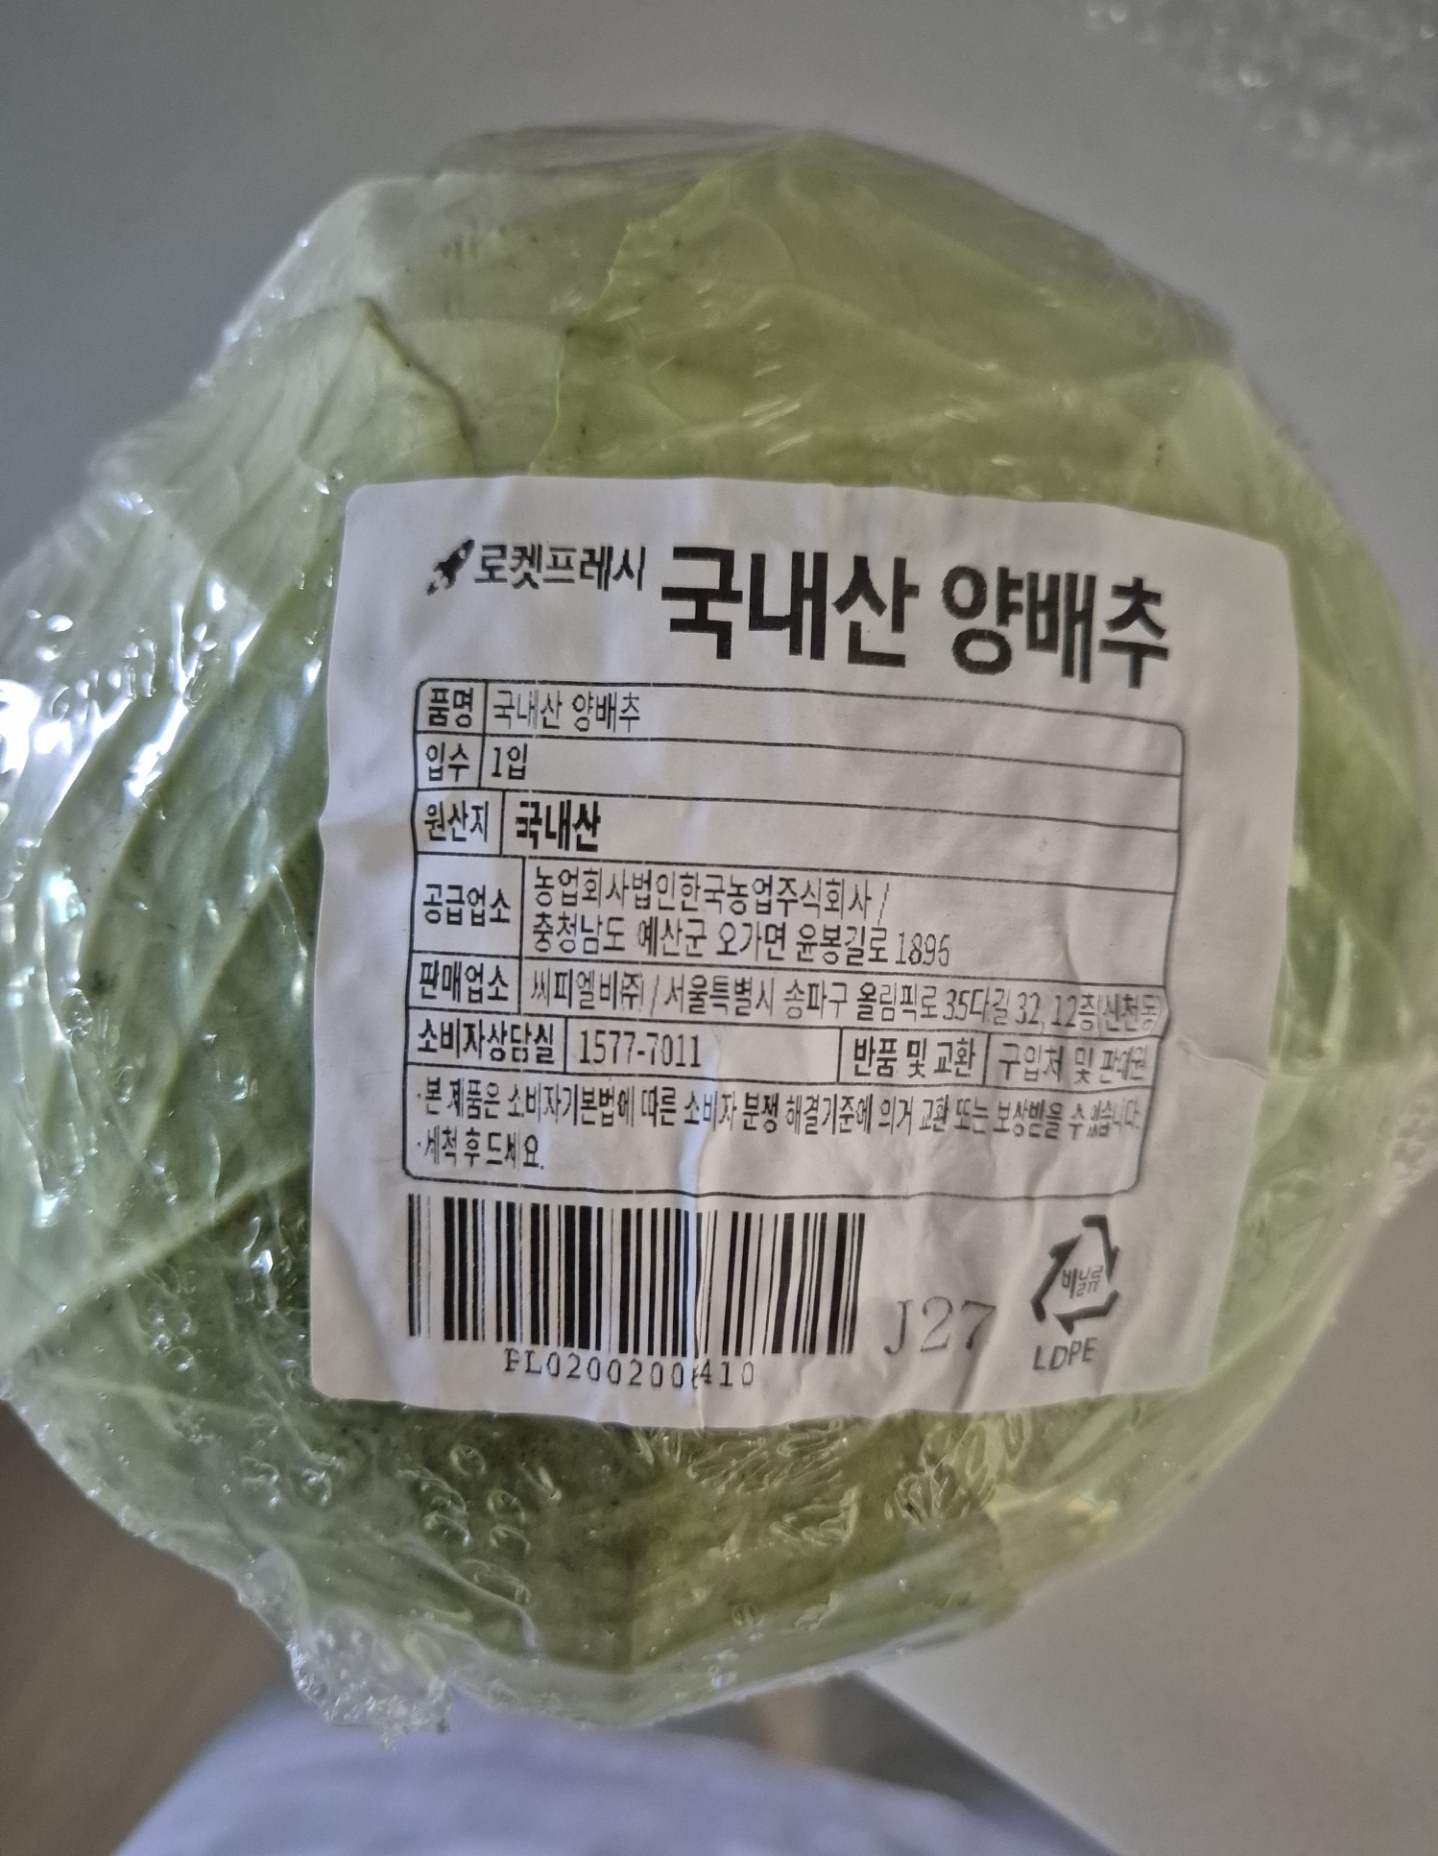 로켓프레시 국내산 양배추
품명 국내산 양배추
입수 1입
원산지 국내산
공급업소 농업회사법인한국농업주식회사 /
충청남도 예산군 오가면 윤봉길로 1896
판매업소 씨피엘비(주) / 서울특별시 송파구 올림픽로 35다길 32, 12층(신천동)
소비자상담실 1577-7011 반품 및 교환 구입처 및 판매원
·본 제품은 소비자기본법에 따른 소비자 분쟁 해결기준에 의거 교환 또는 보상받을 수 있습니다.
·세척 후 드세요.
J27
비닐류
LDPE